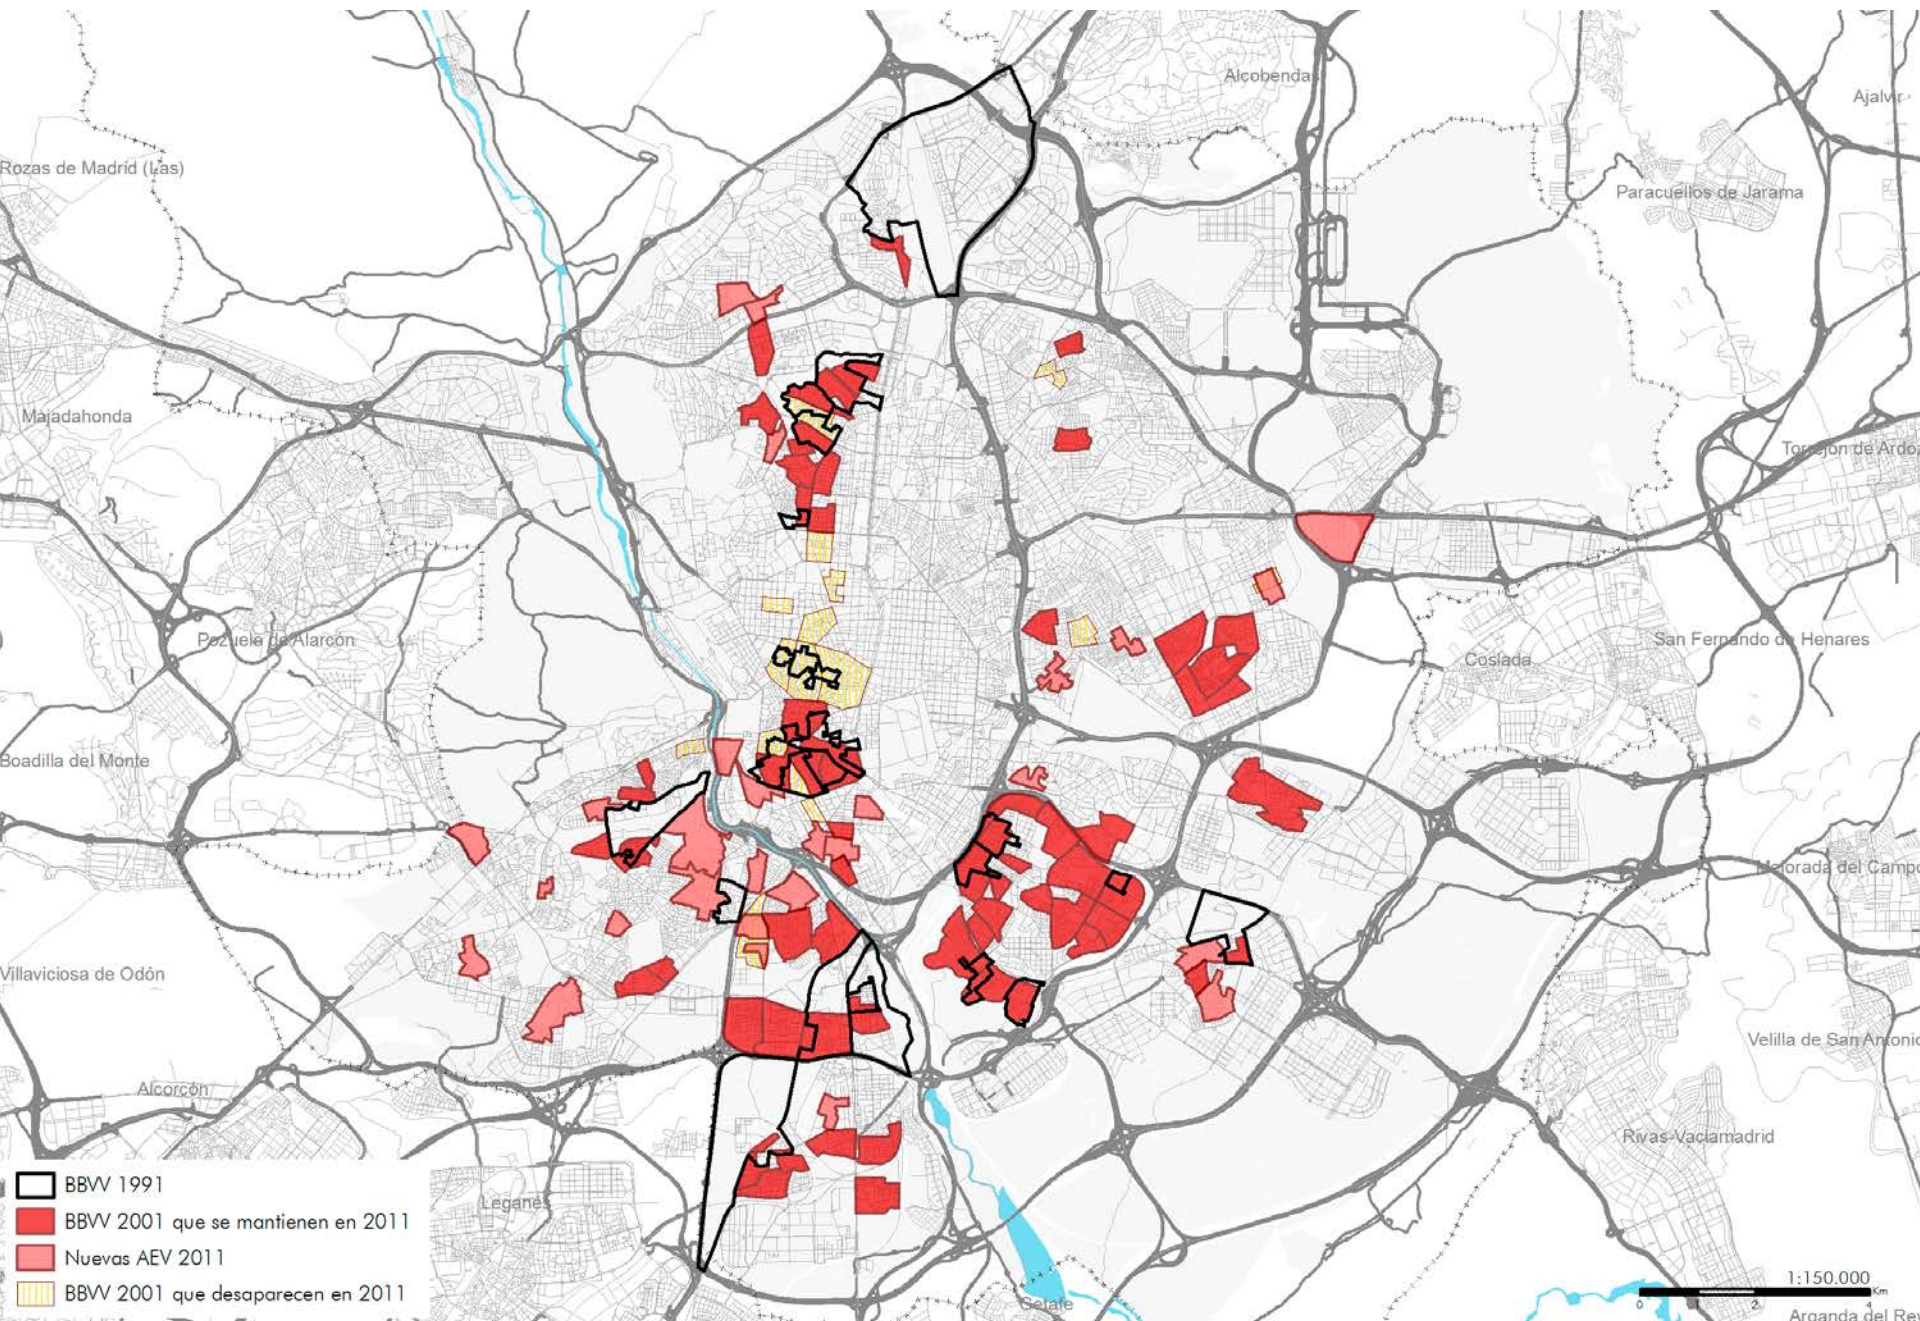 Alcobendas
Ajalvir
Rozas de Madrid (Las)
Paracuellos de Jarama
Majadahonda
Torrejon de Ardoz
Pozuelo de Alarcón
San Fernando de Henares
Coslada
Boadilla del Monte
Mejorada del Campo
Villaviciosa de Odón
Velilla de San Antonio
Alcorcón
Rivas-Vaciamadrid
Leganés
Getafe
Arganda del Rey
BBVV 1991
BBVV 2001 que se mantienen en 2011
Nuevas AEV 2011
BBVV 2001 que desaparecen en 2011
1:150.000
Km
0 1 2 4